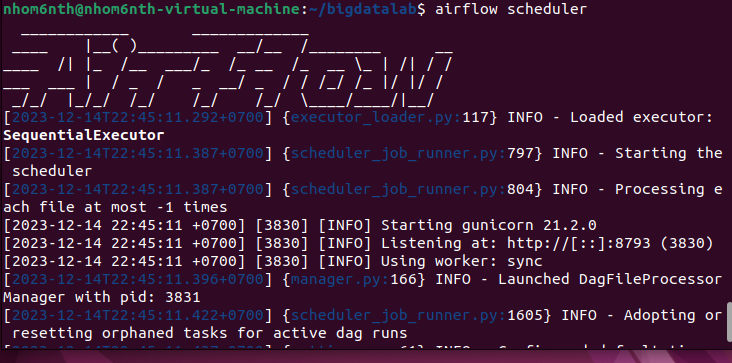 nhom6nth@nhom6nth-virtual-machine:~/bigdatalab$ airflow scheduler
[2023-12-14T22:45:11.292+0700] {executor_loader.py:117} INFO - Loaded executor:
SequentialExecutor
[2023-12-14T22:45:11.387+0700] {scheduler_job_runner.py:797} INFO - Starting the
scheduler
[2023-12-14T22:45:11.387+0700] {scheduler_job_runner.py:804} INFO - Processing e
ach file at most -1 times
[2023-12-14 22:45:11 +0700] [3830] [INFO] Starting gunicorn 21.2.0
[2023-12-14 22:45:11 +0700] [3830] [INFO] Listening at: http://[::]:8793 (3830)
[2023-12-14 22:45:11 +0700] [3830] [INFO] Using worker: sync
[2023-12-14T22:45:11.396+0700] {manager.py:166} INFO - Launched DagFileProcessor
Manager with pid: 3831
[2023-12-14T22:45:11.422+0700] {scheduler_job_runner.py:1605} INFO - Adopting or
resetting orphaned tasks for active dag runs